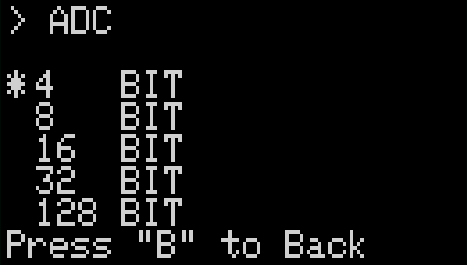 > ADC
*4 BIT
8 BIT
16 BIT
32 BIT
128 BIT
Press "B" to Back